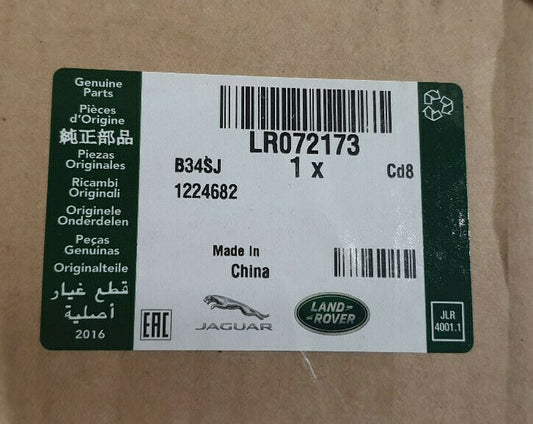 Genuine
Parts
Pièces
d'Origine
純正部品
Piezas
Originales
Ricambi
Originali
Originele
Onderdelen
Peças
Genuinas
Originalteile
قطع غيار
أصلية
2016
LR072173
1 X
B34SJ
Cd8
1224682
Made In
China
EAC
JAGUAR
LAND
ROVER
JLR
4001.1